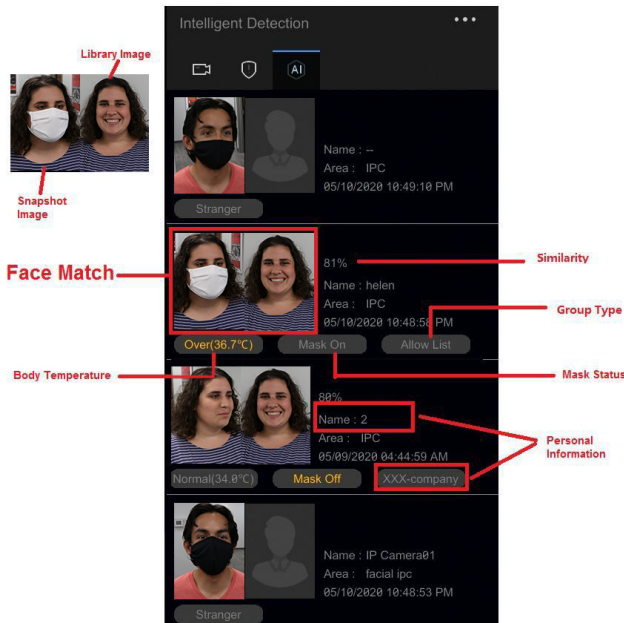 Intelligent Detection
AI
Library Image
Snapshot
Image
Name : --
Area : IPC
05/10/2020 10:49:10 PM
Stranger
Face Match
81%
Similarity
Name : helen
Area : IPC
05/10/2020 10:48:58 PM
Group Type
Over(36.7°C)
Mask On
Allow List
Body Temperature
Mask Status
80%
Name : 2
Area : IPC
05/09/2020 04:44:59 AM
Personal
Information
Normal(34.0°C)
Mask Off
XXX-company
Name : IP Camera01
Area : facial ipc
05/10/2020 10:48:53 PM
Stranger